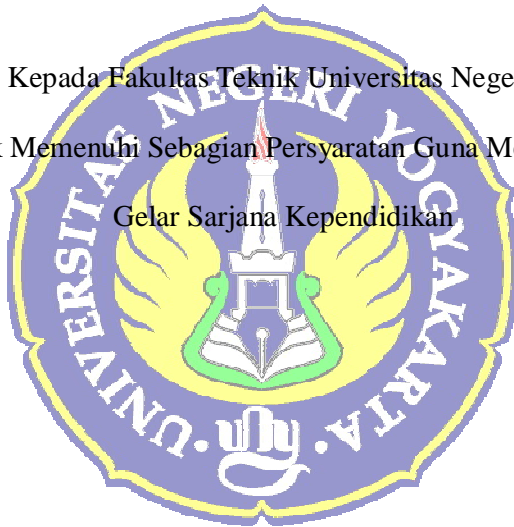 Kepada Fakultas Teknik Universitas Nege
Memenuhi Sebagian Persyaratan Guna M
Gelar Sarjana Kependidikan
UNIVERSITAS NEGERI YOGYAKARTA
uny